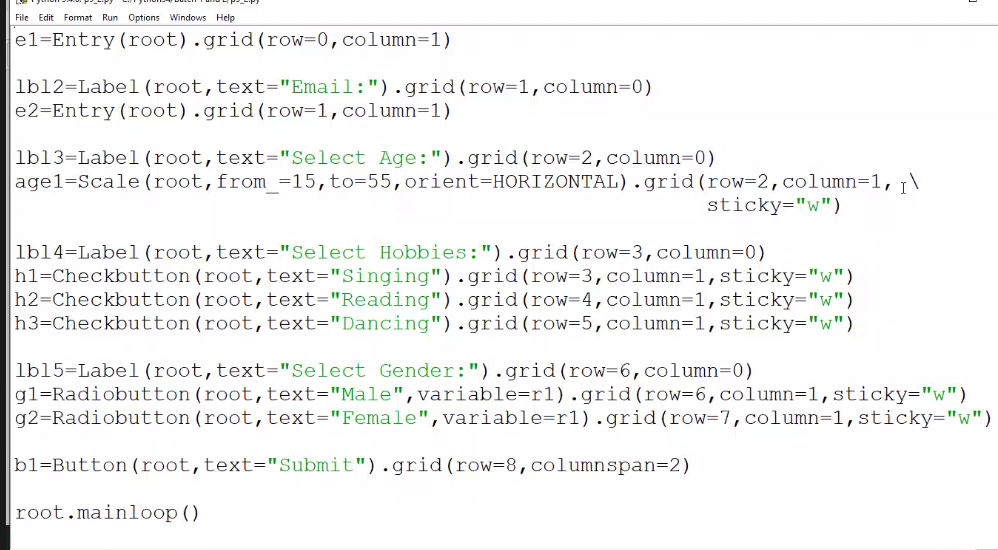 File Edit Format Run Options Windows Help
e1=Entry(root).grid(row=0,column=1)
lbl2=Label(root,text="Email:").grid(row=1,column=0)
e2=Entry(root).grid(row=1,column=1)
lbl3=Label(root,text="Select Age:").grid(row=2,column=0)
age1=Scale(root,from_=15,to=55,orient=HORIZONTAL).grid(row=2,column=1,\
sticky="w")
lbl4=Label(root,text="Select Hobbies:").grid(row=3,column=0)
h1=Checkbutton(root,text="Singing").grid(row=3,column=1,sticky="w")
h2=Checkbutton(root,text="Reading").grid(row=4,column=1,sticky="w")
h3=Checkbutton(root,text="Dancing").grid(row=5,column=1,sticky="w")
lbl5=Label(root,text="Select Gender:").grid(row=6,column=0)
g1=Radiobutton(root,text="Male",variable=r1).grid(row=6,column=1,sticky="w")
g2=Radiobutton(root,text="Female",variable=r1).grid(row=7,column=1,sticky="w")
b1=Button(root,text="Submit").grid(row=8,columnspan=2)
root.mainloop()